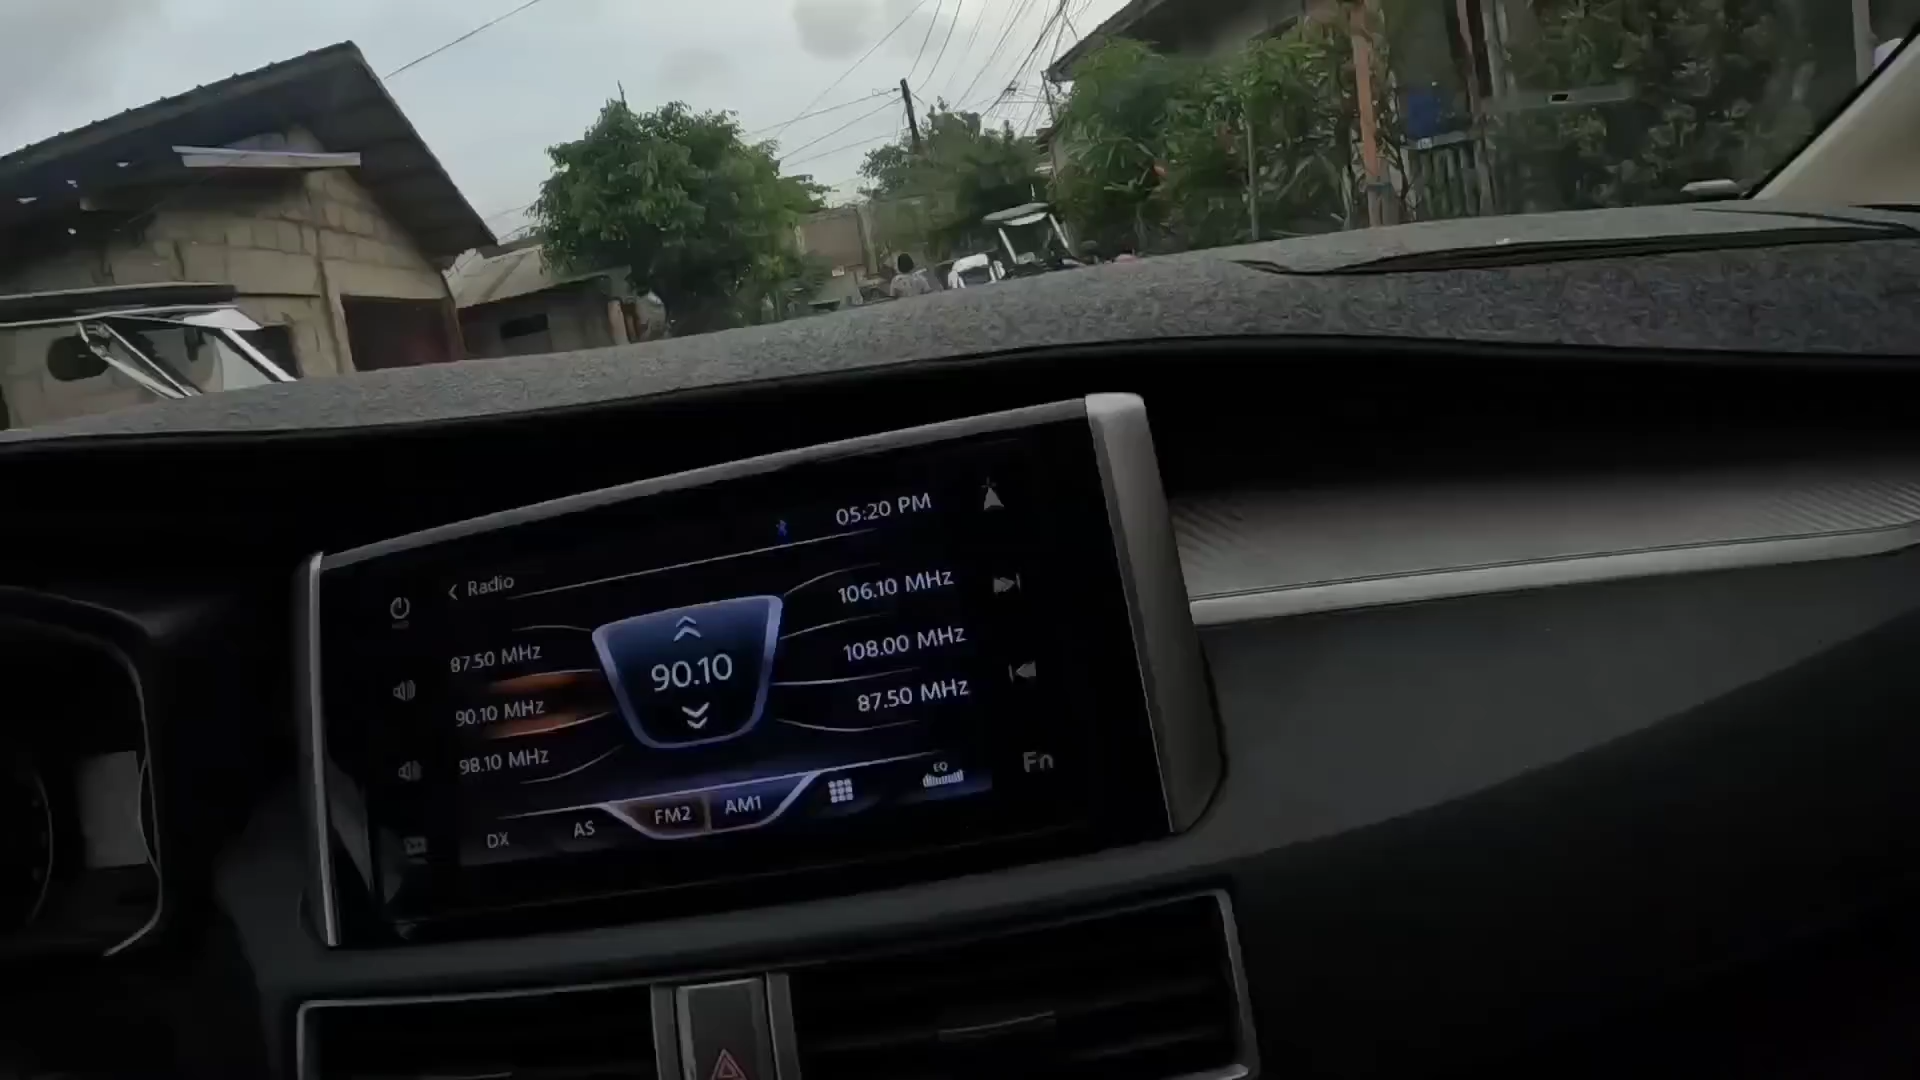 05:20 PM
Radio
87.50 MHz
90.10 MHz
98.10 MHz
90.10
106.10 MHz
108.00 MHz
87.50 MHz
DX
AS
FM2
AM1
EQ
Fn